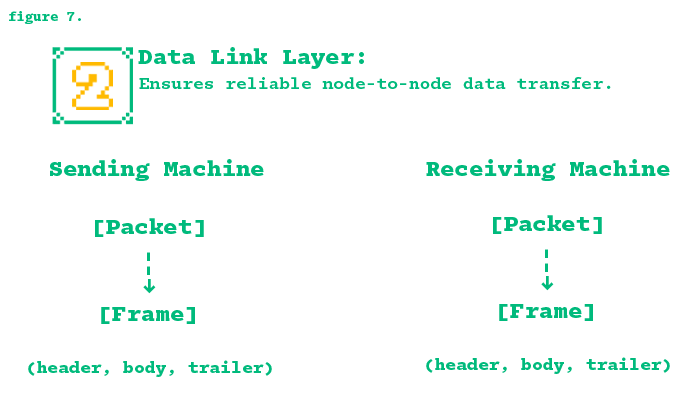 figure 7.
2
Data Link Layer:
Ensures reliable node-to-node data transfer.
Sending Machine
Receiving Machine
[Packet]
[Packet]
[Frame]
[Frame]
(header, body, trailer)
(header, body, trailer)